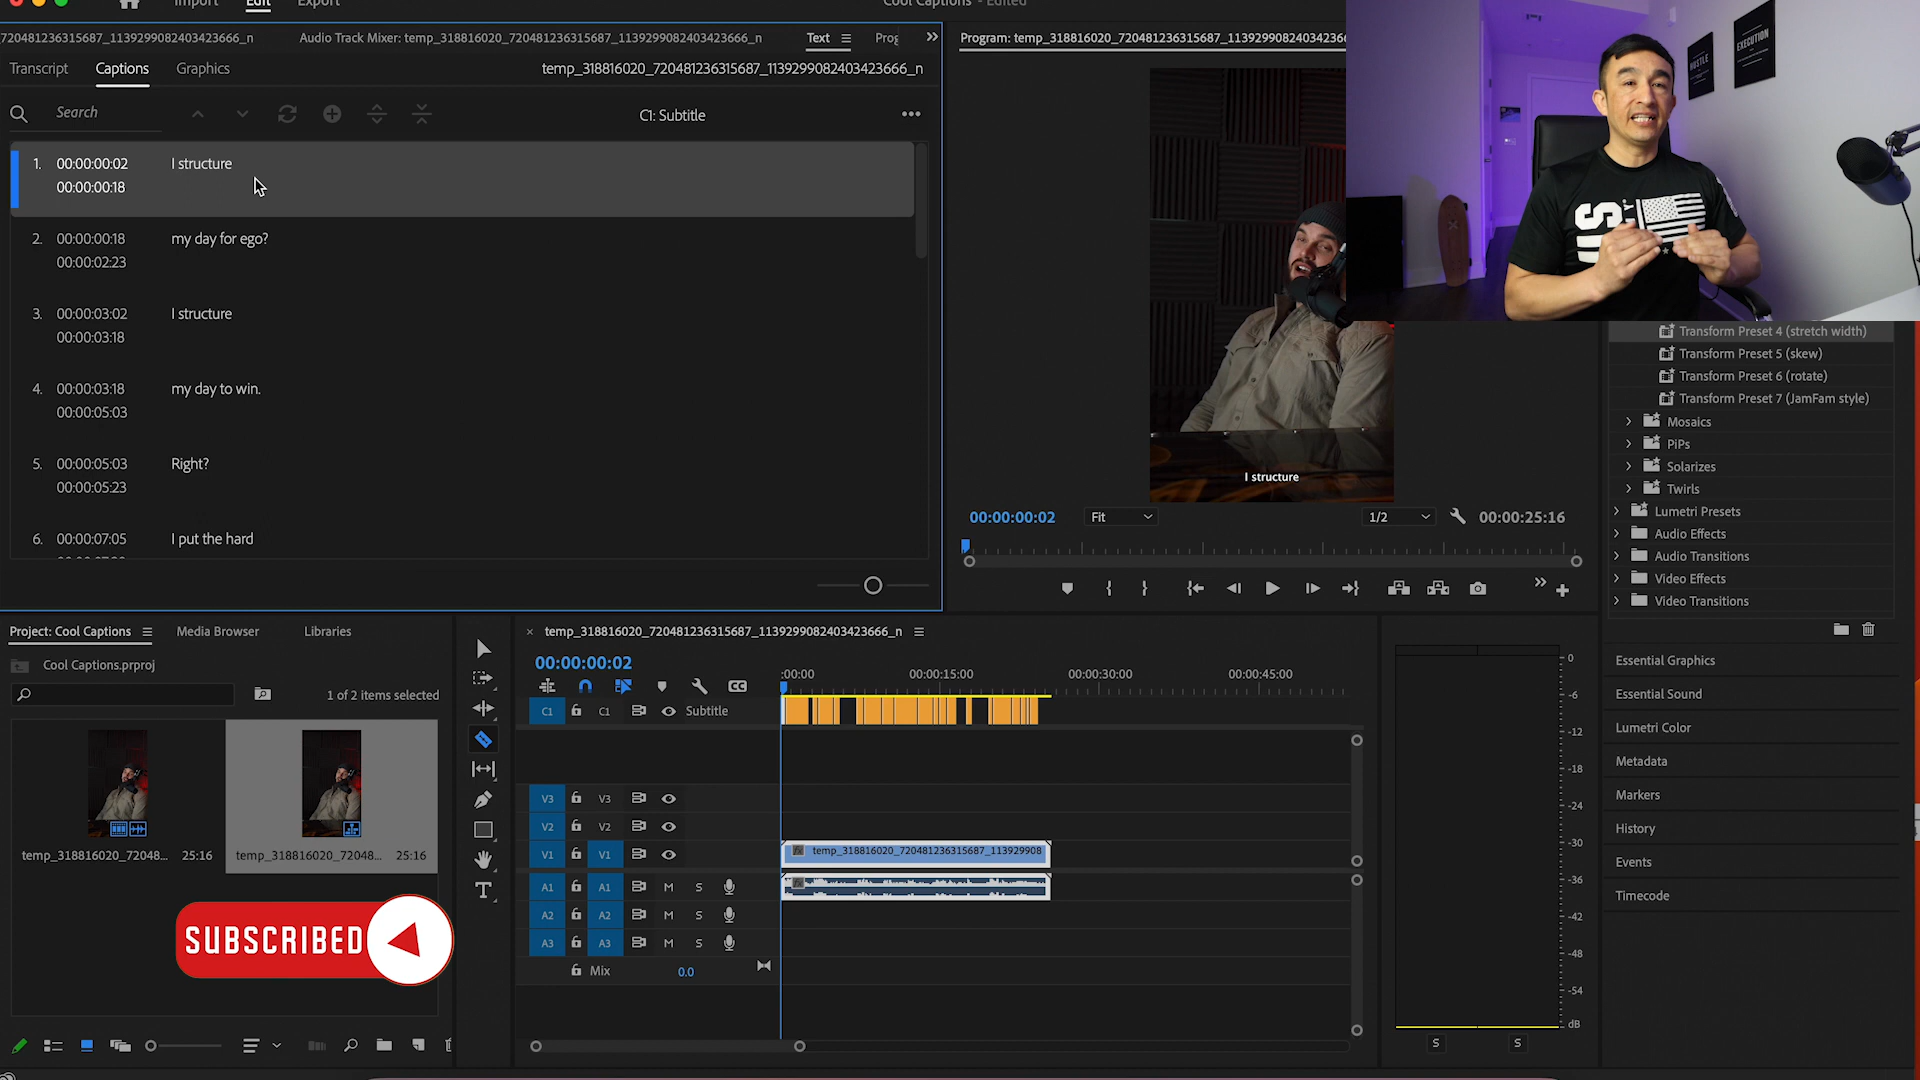 Import Edit Export
Cool Captions - Edited
_720481236315687_1139299082403423666_n
Audio Track Mixer: temp_318816020_720481236315687_1139299082403423666_n
Text
Program: temp_318816020_720481236315687_113929908240342366
Transcript Captions Graphics
temp_318816020_720481236315687_1139299082403423666_n
Search
C1: Subtitle
1. 00:00:00:02 I structure
00:00:00:18
2. 00:00:00:18 my day for ego?
00:00:02:23
3. 00:00:03:02 I structure
00:00:03:18
4. 00:00:03:18 my day to win.
00:00:05:03
5. 00:00:05:03 Right?
00:00:05:23
6. 00:00:07:05 I put the hard
HUSTLE
EXECUTION
I structure
00:00:00:02 Fit 1/2 00:00:25:16
Transform Preset 4 (stretch width)
Transform Preset 5 (skew)
Transform Preset 6 (rotate)
Transform Preset 7 (JamFam style)
Mosaics
PiPs
Solarizes
Twirls
Lumetri Presets
Audio Effects
Audio Transitions
Video Effects
Video Transitions
Project: Cool Captions Media Browser Libraries
Cool Captions.prproj
1 of 2 items selected
temp_318816020_72048... 25:16
temp_318816020_72048... 25:16
SUBSCRIBED
temp_318816020_720481236315687_1139299082403423666_n
00:00:00:02
:00:00 00:00:15:00 00:00:30:00 00:00:45:00
CC
C1 C1 Subtitle
V3 V3
V2 V2
V1 V1
temp_318816020_720481236315687_113929908
A1 A1 M S
A2 A2 M S
A3 A3 M S
Mix 0.0
0
-6
-12
-18
-24
-30
-36
-42
-48
-54
dB
S S
Essential Graphics
Essential Sound
Lumetri Color
Metadata
Markers
History
Events
Timecode